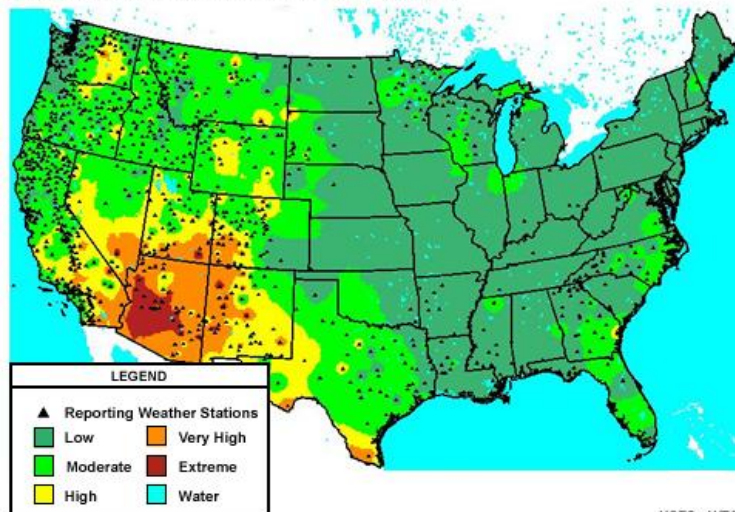 LEGEND
Reporting Weather Stations
Low
Very High
Moderate
Extreme
High
Water